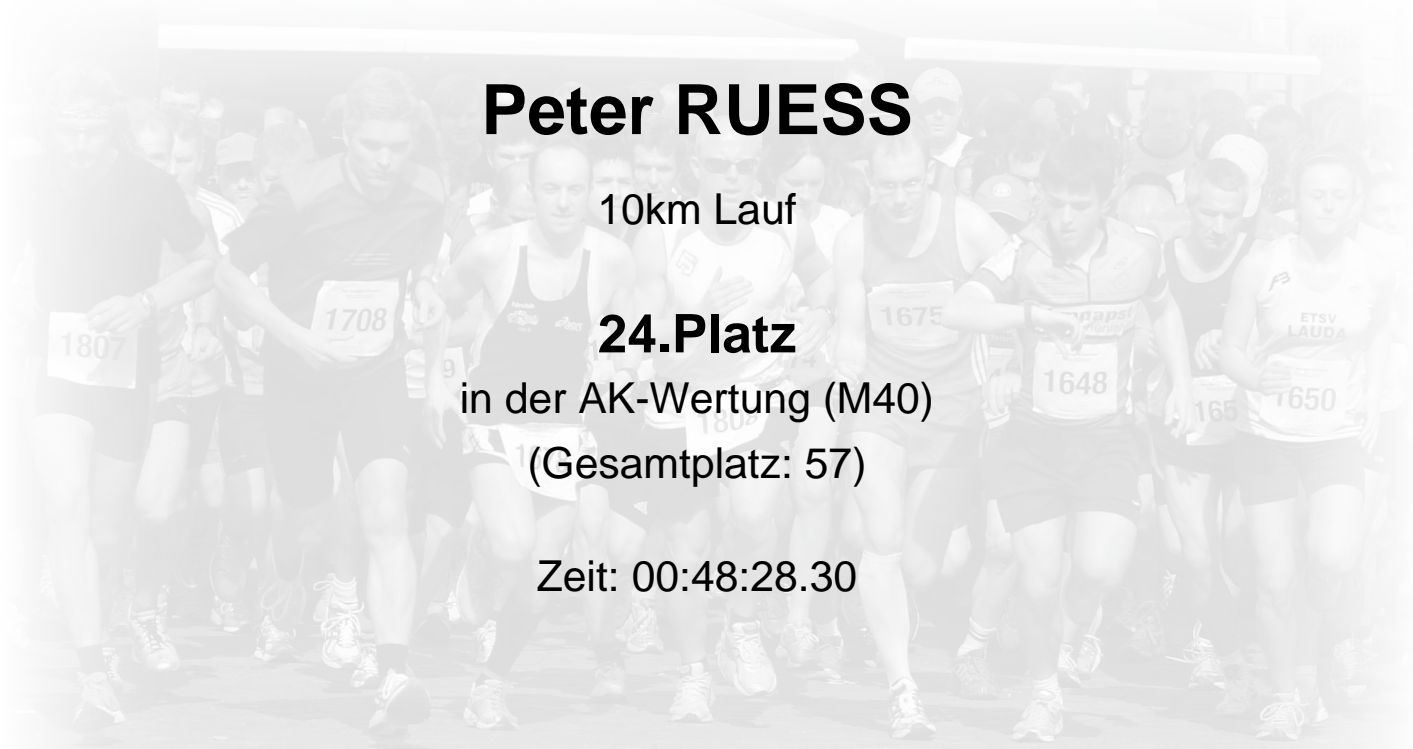 Peter RUESS
10km Lauf
24.Platz
in der AK-Wertung (M40)
(Gesamtplatz: 57)
Zeit: 00:48:28.30
1807
1708
1675
1648
1650
ETSV
LAUDA